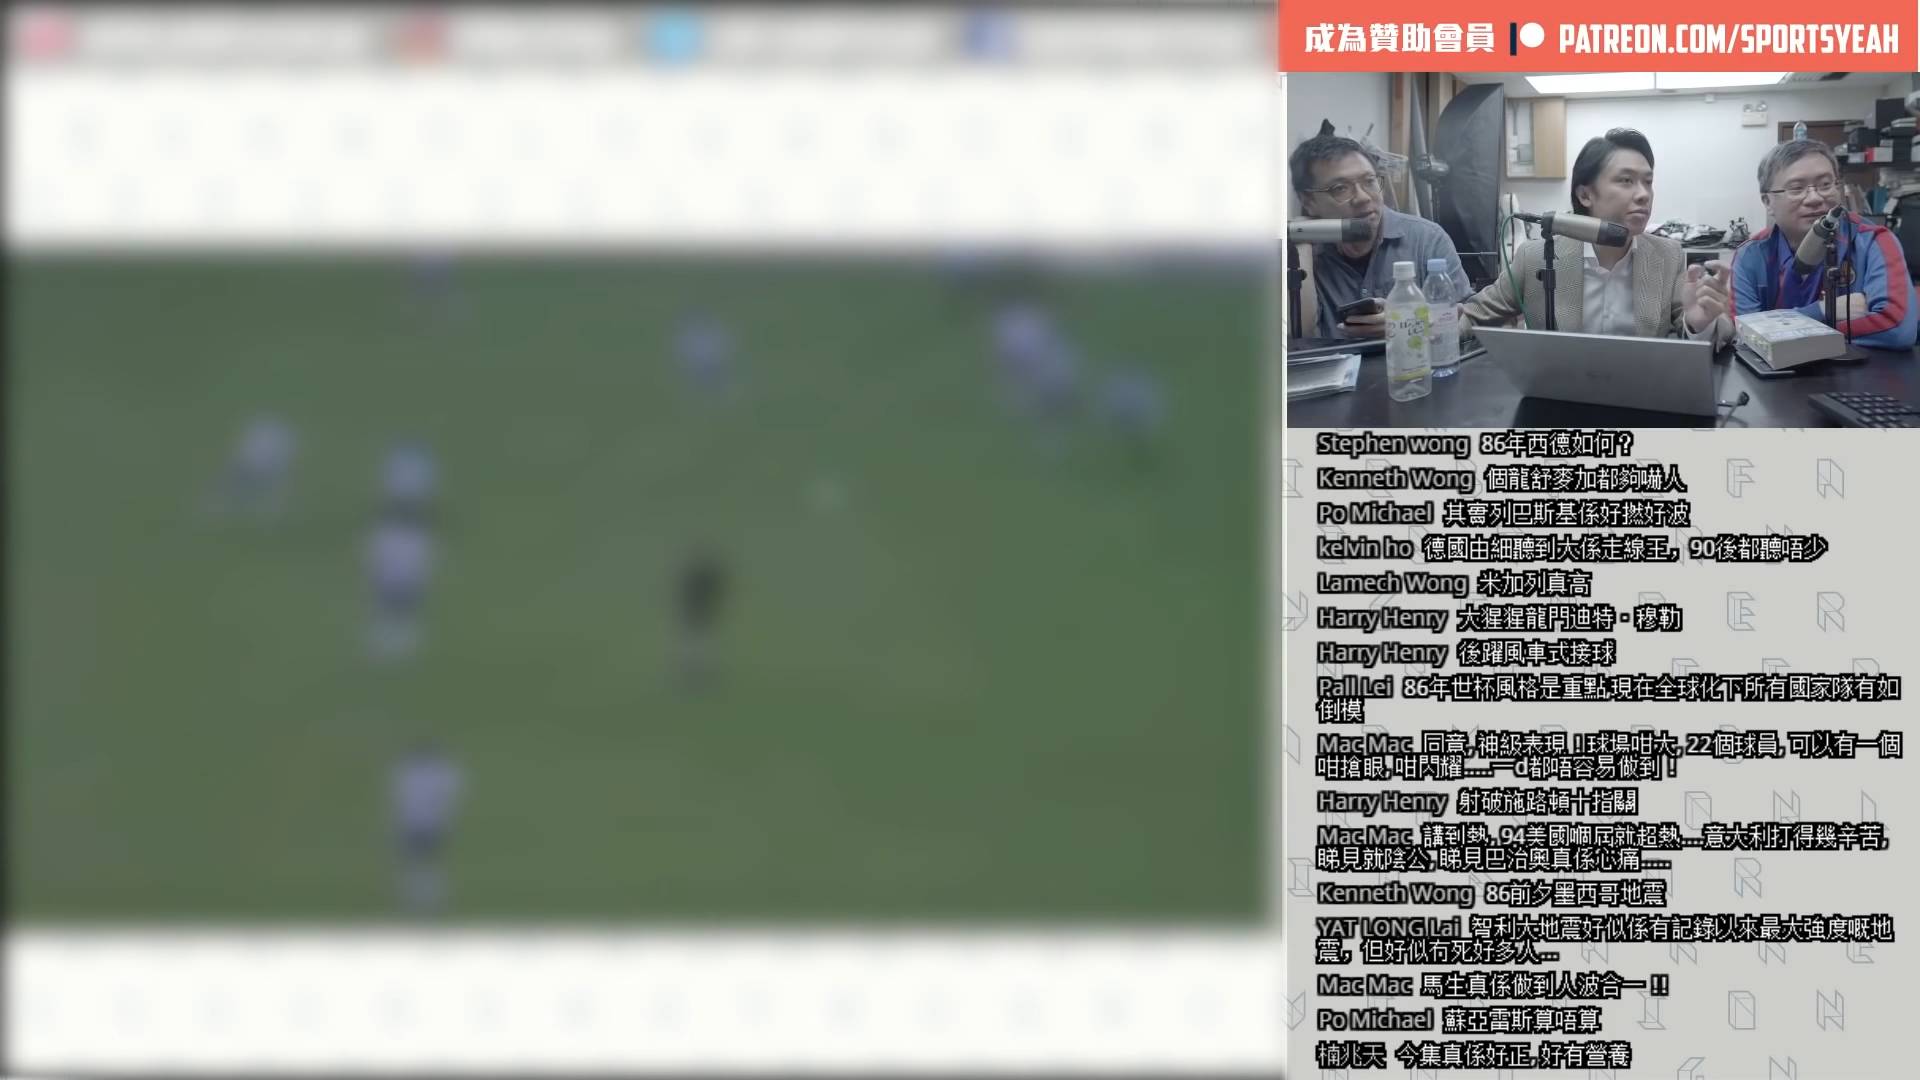 成為贊助會員 PATREON.COM/SPORTSYEAH
Stephen wong 86年西德如何？
Kenneth Wong 個龍舒麥加都夠嚇人
Po Michael 其實列巴斯基係好撚好波
kelvin ho 德國由細聽到大係走線王，90後都聽唔少
Lamech Wong 米加列真高
Harry Henry 大猩猩龍門迪特・穆勒
Harry Henry 後躍風車式接球
Pall Lei 86年世杯風格是重點,現在全球化下所有國家隊有如
倒模
Mac Mac 同意, 神級表現！球場咁大, 22個球員, 可以有一個
咁搶眼, 咁閃耀.....一d都唔容易做到！
Harry Henry 射破施路頓十指關
Mac Mac 講到熱, 94美國嗰屆就超熱....意大利打得幾辛苦,
睇見就陰公, 睇見巴治奧真係心痛.....
Kenneth Wong 86前夕墨西哥地震
YAT LONG Lai 智利大地震好似係有記錄以來最大強度嘅地
震，但好似冇死好多人...
Mac Mac 馬生真係做到人波合一 !!
Po Michael 蘇亞雷斯算唔算
楠兆天 今集真係好正, 好有營養